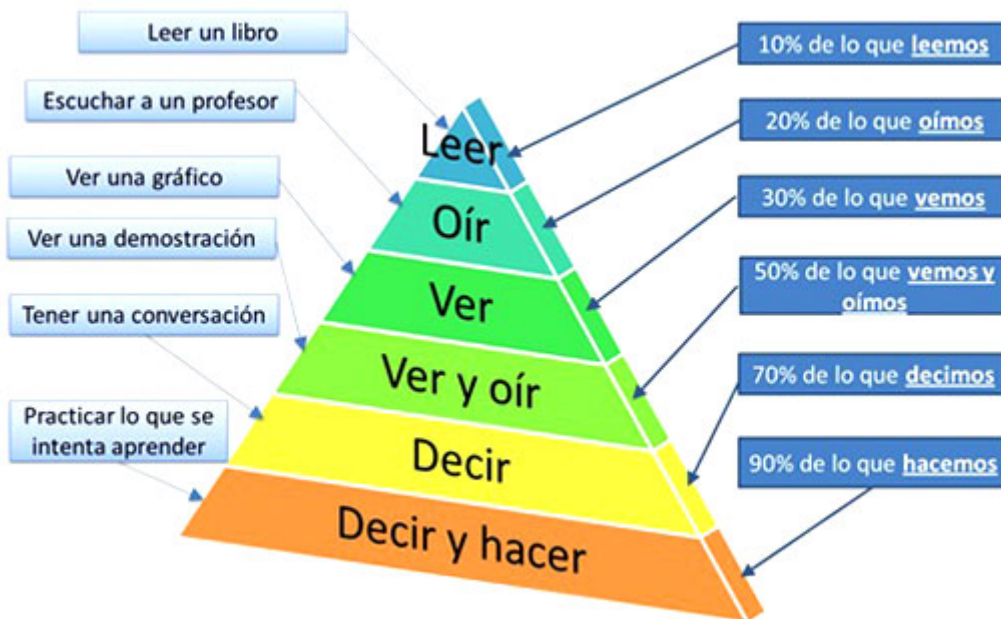 Leer un libro
Escuchar a un profesor
Ver una gráfico
Ver una demostración
Tener una conversación
Practicar lo que se
intenta aprender
Leer
Oír
Ver
Ver y oír
Decir
Decir y hacer
10% de lo que leemos
20% de lo que oímos
30% de lo que vemos
50% de lo que vemos y
oímos
70% de lo que decimos
90% de lo que hacemos